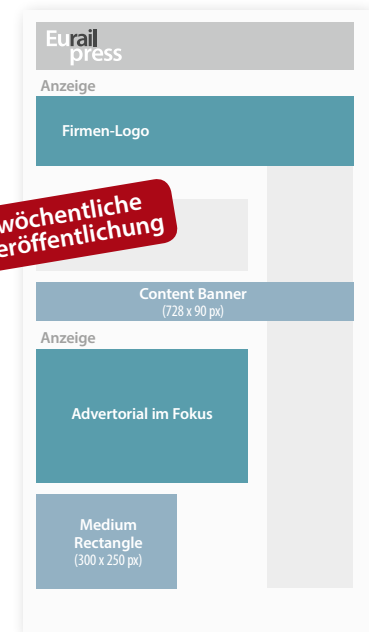 Eurail
press
Anzeige
Firmen-Logo
wöchentliche
Content Banner
(728 x 90 px)
Anzeige
Advertorial im Fokus
Medium
Rectangle
(300 x 250 px)